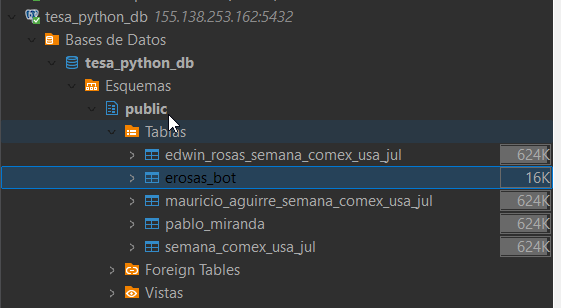 tesa_python_db 155.138.253.162:5432
Bases de Datos
tesa_python_db
Esquemas
public
Tablas
edwin_rosas_semana_comex_usa_jul 624K
erosas_bot 16K
mauricio_aguirre_semana_comex_usa_jul 624K
pablo_miranda 624K
semana_comex_usa_jul 624K
Foreign Tables
Vistas